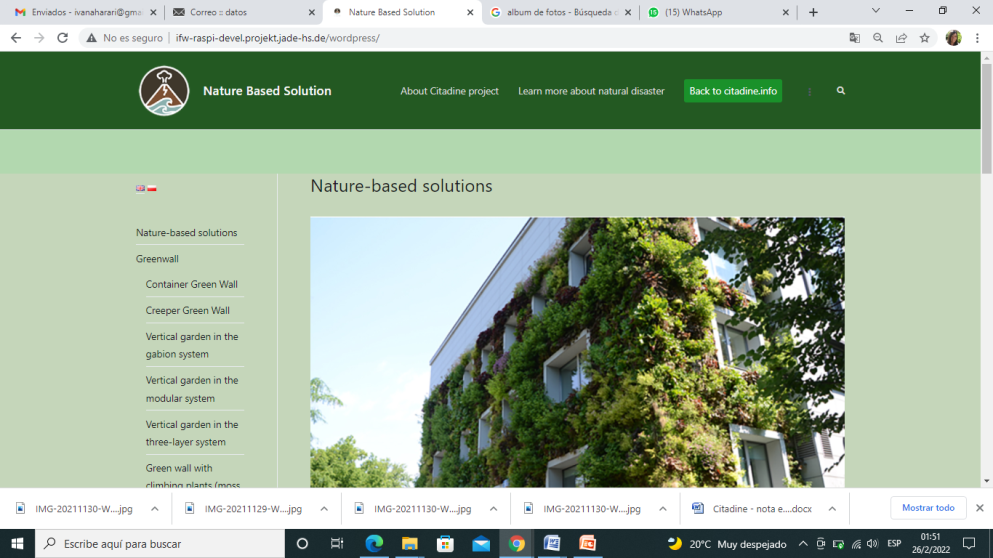 Enviados - ivanaharari@gma
Correo :: datos
Nature Based Solution
album de fotos - Búsqueda d
(15) WhatsApp
No es seguro | ifw-raspi-devel.projekt.jade-hs.de/wordpress/
Nature Based Solution
About Citadine project
Learn more about natural disaster
Back to citadine.info
Nature-based solutions
Nature-based solutions
Greenwall
Container Green Wall
Creeper Green Wall
Vertical garden in the
gabion system
Vertical garden in the
modular system
Vertical garden in the
three-layer system
Green wall with
climbing plants (moss
IMG-20211130-W....jpg
IMG-20211129-W....jpg
IMG-20211130-W....jpg
IMG-20211130-W....jpg
Citadine - nota e....docx
Mostrar todo
Escribe aquí para buscar
20°C Muy despejado
ESP
01:51
26/2/2022